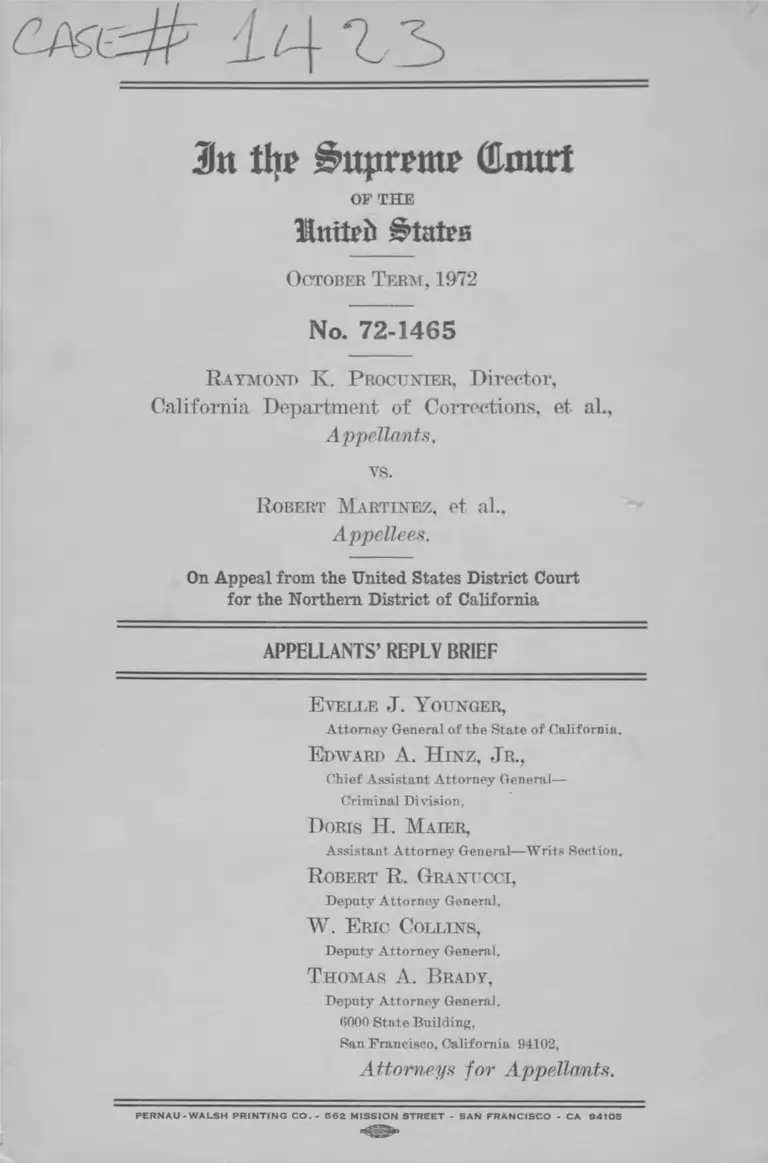 CASE# 1423
In the Supreme Court
OF THE
United States
OCTOBER TERM, 1972
No. 72-1465
RAYMOND K. PROCUNIER, Director,
California Department of Corrections, et al.,
Appellants,
vs.
ROBERT MARTINEZ, et al.,
Appellees.
On Appeal from the United States District Court
for the Northern District of California
APPELLANTS' REPLY BRIEF
EVELLE J. YOUNGER,
Attorney General of the State of California,
EDWARD A. HINZ, JR.,
Chief Assistant Attorney General—
Criminal Division,
DORIS H. MAIER,
Assistant Attorney General—Writs Section,
ROBERT R. GRANUCCI,
Deputy Attorney General,
W. ERIC COLLINS,
Deputy Attorney General,
THOMAS A. BRADY,
Deputy Attorney General,
6000 State Building,
San Francisco, California 94102,
Attorneys for Appellants.
PERNAU-WALSH PRINTING CO. - 562 MISSION STREET - SAN FRANCISCO - CA 94105